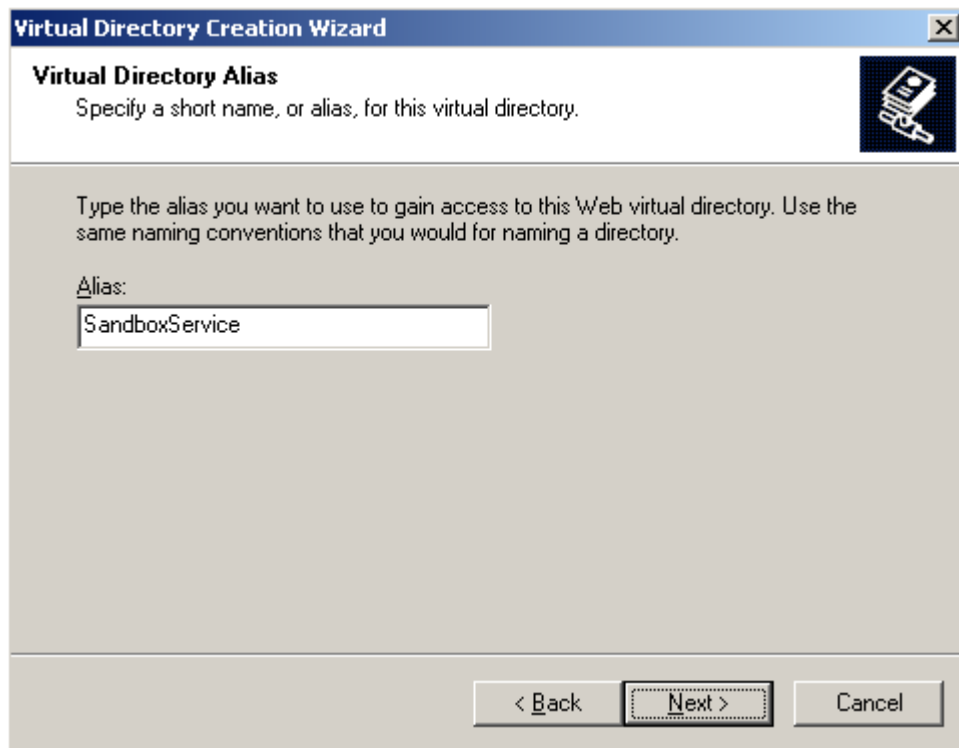 Virtual Directory Creation Wizard
Virtual Directory Alias
Specify a short name, or alias, for this virtual directory.
Type the alias you want to use to gain access to this Web virtual directory. Use the
same naming conventions that you would for naming a directory.
Alias:
SandboxService
< Back
Next >
Cancel